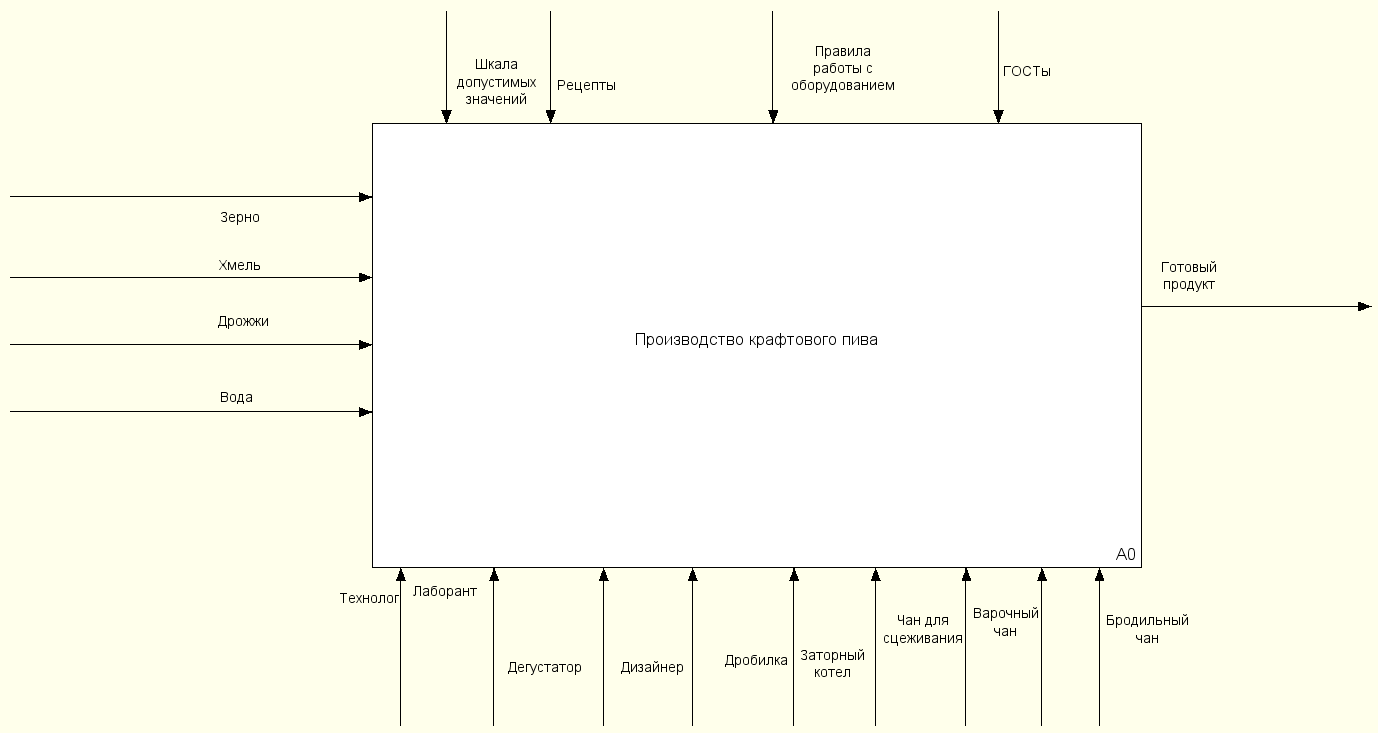 Шкала
допустимых
значений
Рецепты
Правила
работы с
оборудованием
ГОСТы
Зерно
Хмель
Дрожжи
Вода
Производство крафтового пива
Готовый
продукт
A0
Технолог
Лаборант
Дегустатор
Дизайнер
Дробилка
Заторный
котел
Чан для
сцеживания
Варочный
чан
Бродильный
чан